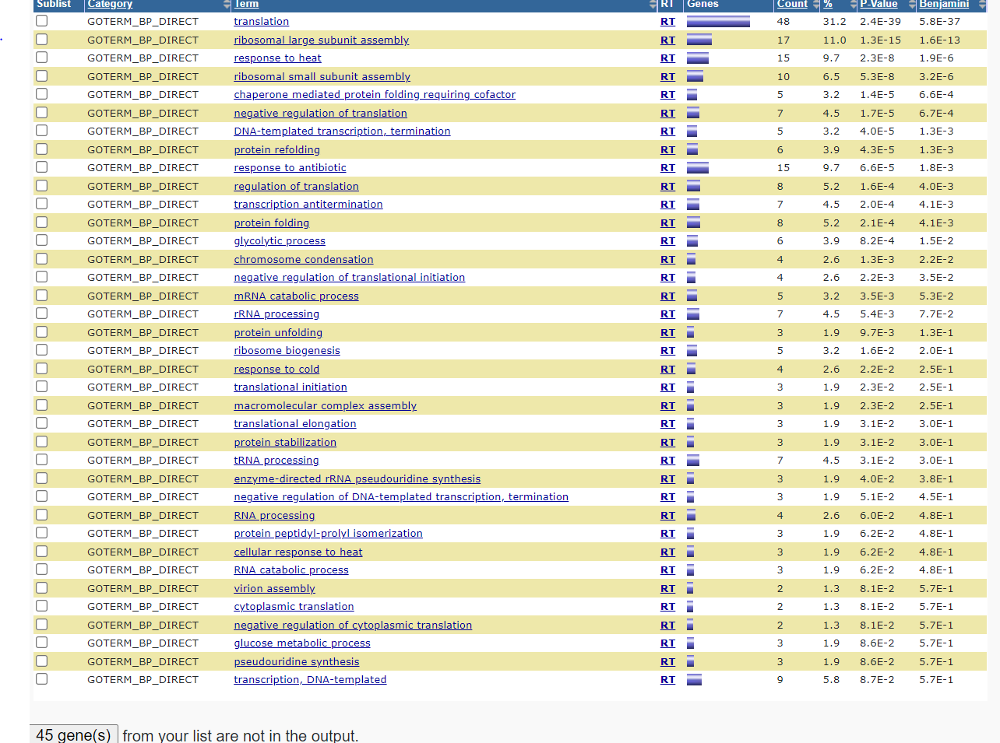 Sublist Category Term RT Genes Count % P-Value Benjamini
GOTERM_BP_DIRECT translation RT 48 31.2 2.4E-39 5.8E-37
GOTERM_BP_DIRECT ribosomal large subunit assembly RT 17 11.0 1.3E-15 1.6E-13
GOTERM_BP_DIRECT response to heat RT 15 9.7 2.3E-8 1.9E-6
GOTERM_BP_DIRECT ribosomal small subunit assembly RT 10 6.5 5.3E-8 3.2E-6
GOTERM_BP_DIRECT chaperone mediated protein folding requiring cofactor RT 5 3.2 1.4E-5 6.6E-4
GOTERM_BP_DIRECT negative regulation of translation RT 7 4.5 1.7E-5 6.7E-4
GOTERM_BP_DIRECT DNA-templated transcription, termination RT 5 3.2 4.0E-5 1.3E-3
GOTERM_BP_DIRECT protein refolding RT 6 3.9 4.3E-5 1.3E-3
GOTERM_BP_DIRECT response to antibiotic RT 15 9.7 6.6E-5 1.8E-3
GOTERM_BP_DIRECT regulation of translation RT 8 5.2 1.6E-4 4.0E-3
GOTERM_BP_DIRECT transcription antitermination RT 7 4.5 2.0E-4 4.1E-3
GOTERM_BP_DIRECT protein folding RT 8 5.2 2.1E-4 4.1E-3
GOTERM_BP_DIRECT glycolytic process RT 6 3.9 8.2E-4 1.5E-2
GOTERM_BP_DIRECT chromosome condensation RT 4 2.6 1.3E-3 2.2E-2
GOTERM_BP_DIRECT negative regulation of translational initiation RT 4 2.6 2.2E-3 3.5E-2
GOTERM_BP_DIRECT mRNA catabolic process RT 5 3.2 3.5E-3 5.3E-2
GOTERM_BP_DIRECT rRNA processing RT 7 4.5 5.4E-3 7.7E-2
GOTERM_BP_DIRECT protein unfolding RT 3 1.9 9.7E-3 1.3E-1
GOTERM_BP_DIRECT ribosome biogenesis RT 5 3.2 1.6E-2 2.0E-1
GOTERM_BP_DIRECT response to cold RT 4 2.6 2.2E-2 2.5E-1
GOTERM_BP_DIRECT translational initiation RT 3 1.9 2.3E-2 2.5E-1
GOTERM_BP_DIRECT macromolecular complex assembly RT 3 1.9 2.3E-2 2.5E-1
GOTERM_BP_DIRECT translational elongation RT 3 1.9 3.1E-2 3.0E-1
GOTERM_BP_DIRECT protein stabilization RT 3 1.9 3.1E-2 3.0E-1
GOTERM_BP_DIRECT tRNA processing RT 7 4.5 3.1E-2 3.0E-1
GOTERM_BP_DIRECT enzyme-directed rRNA pseudouridine synthesis RT 3 1.9 4.0E-2 3.8E-1
GOTERM_BP_DIRECT negative regulation of DNA-templated transcription, termination RT 3 1.9 5.1E-2 4.5E-1
GOTERM_BP_DIRECT RNA processing RT 4 2.6 6.0E-2 4.8E-1
GOTERM_BP_DIRECT protein peptidyl-prolyl isomerization RT 3 1.9 6.2E-2 4.8E-1
GOTERM_BP_DIRECT cellular response to heat RT 3 1.9 6.2E-2 4.8E-1
GOTERM_BP_DIRECT RNA catabolic process RT 3 1.9 6.2E-2 4.8E-1
GOTERM_BP_DIRECT virion assembly RT 2 1.3 8.1E-2 5.7E-1
GOTERM_BP_DIRECT cytoplasmic translation RT 2 1.3 8.1E-2 5.7E-1
GOTERM_BP_DIRECT negative regulation of cytoplasmic translation RT 2 1.3 8.1E-2 5.7E-1
GOTERM_BP_DIRECT glucose metabolic process RT 3 1.9 8.6E-2 5.7E-1
GOTERM_BP_DIRECT pseudouridine synthesis RT 3 1.9 8.6E-2 5.7E-1
GOTERM_BP_DIRECT transcription, DNA-templated RT 9 5.8 8.7E-2 5.7E-1
45 gene(s) from your list are not in the output.